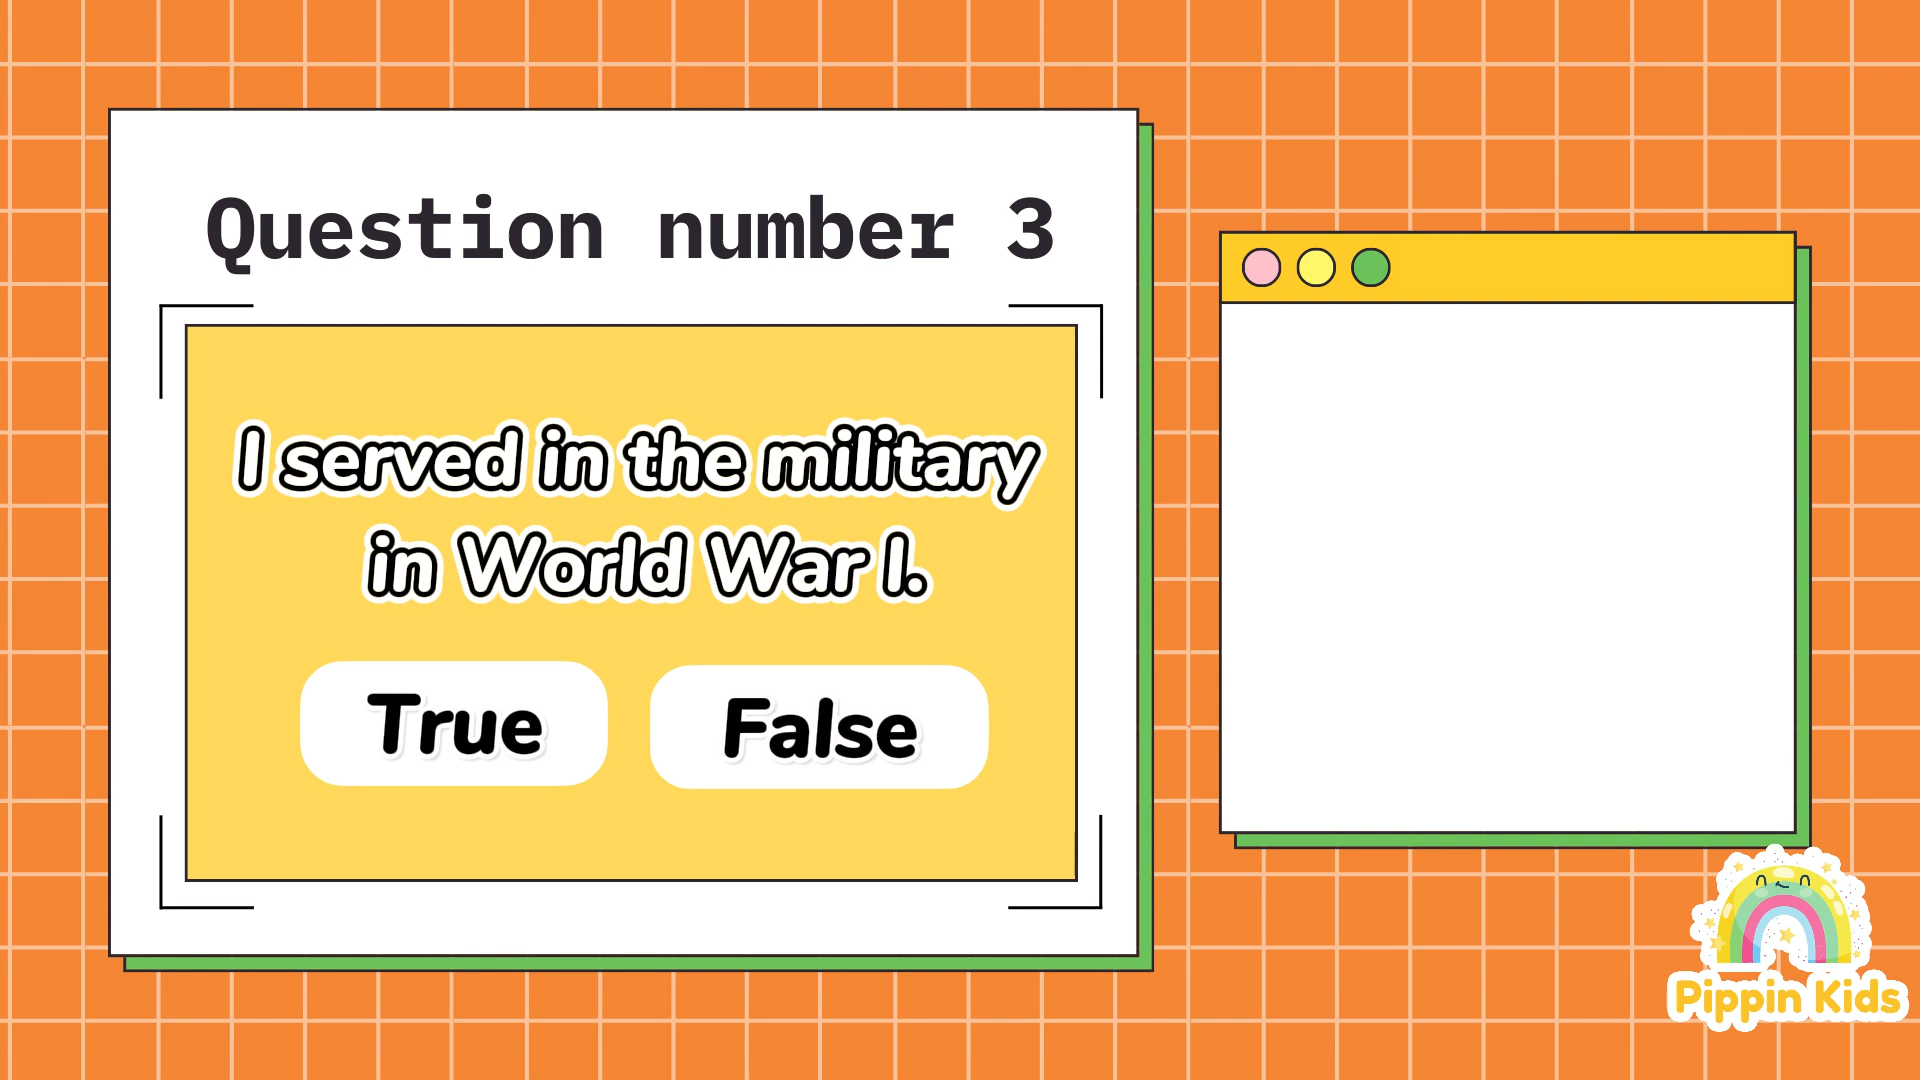 Question number 3
I served in the military
in World War I.
True
False
Pippin Kids